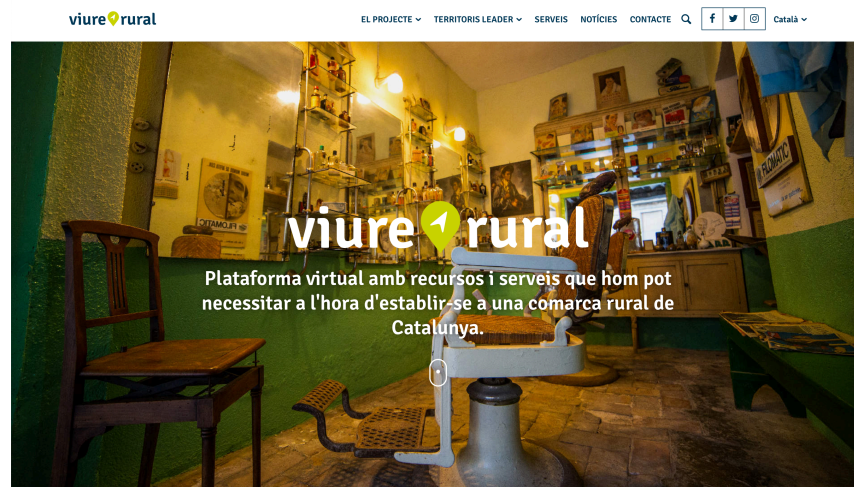 viure rural
EL PROJECTE
TERRITORIS LEADER
SERVEIS
NOTÍCIES
CONTACTE
Català
FILOMATIC
viure rural
Plataforma virtual amb recursos i serveis que hom pot
necessitar a l'hora d'establir-se a una comarca rural de
Catalunya.